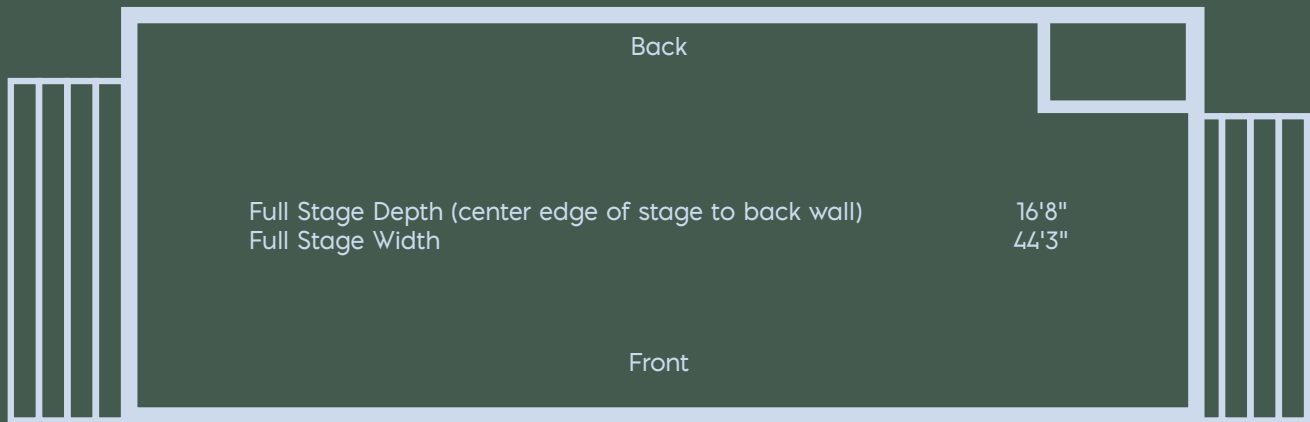 Back
Full Stage Depth (center edge of stage to back wall) 16'8"
Full Stage Width 44'3"
Front